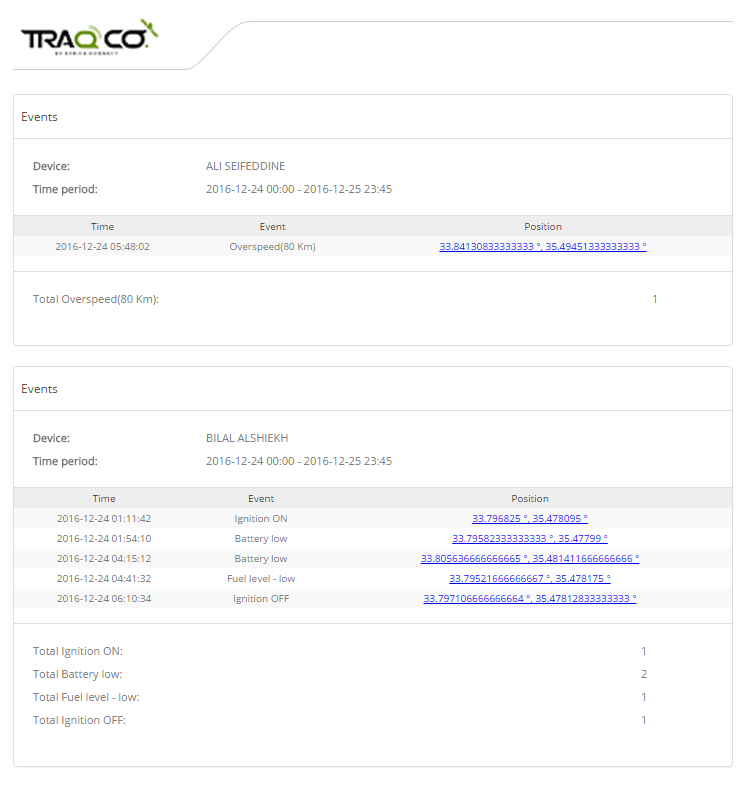 TRAQ CO.
BY AFRICA KONNECT
Events
Device: ALI SEIFEDDINE
Time period: 2016-12-24 00:00 - 2016-12-25 23:45
Time Event Position
2016-12-24 05:48:02 Overspeed(80 Km) 33.84130833333333 °, 35.49451333333333 °
Total Overspeed(80 Km): 1
Events
Device: BILAL ALSHIEKH
Time period: 2016-12-24 00:00 - 2016-12-25 23:45
Time Event Position
2016-12-24 01:11:42 Ignition ON 33.796825 °, 35.478095 °
2016-12-24 01:54:10 Battery low 33.79582333333333 °, 35.47799 °
2016-12-24 04:15:12 Battery low 33.805636666666665 °, 35.481411666666666 °
2016-12-24 04:41:32 Fuel level - low 33.79521666666667 °, 35.478175 °
2016-12-24 06:10:34 Ignition OFF 33.797106666666664 °, 35.47812833333333 °
Total Ignition ON: 1
Total Battery low: 2
Total Fuel level - low: 1
Total Ignition OFF: 1